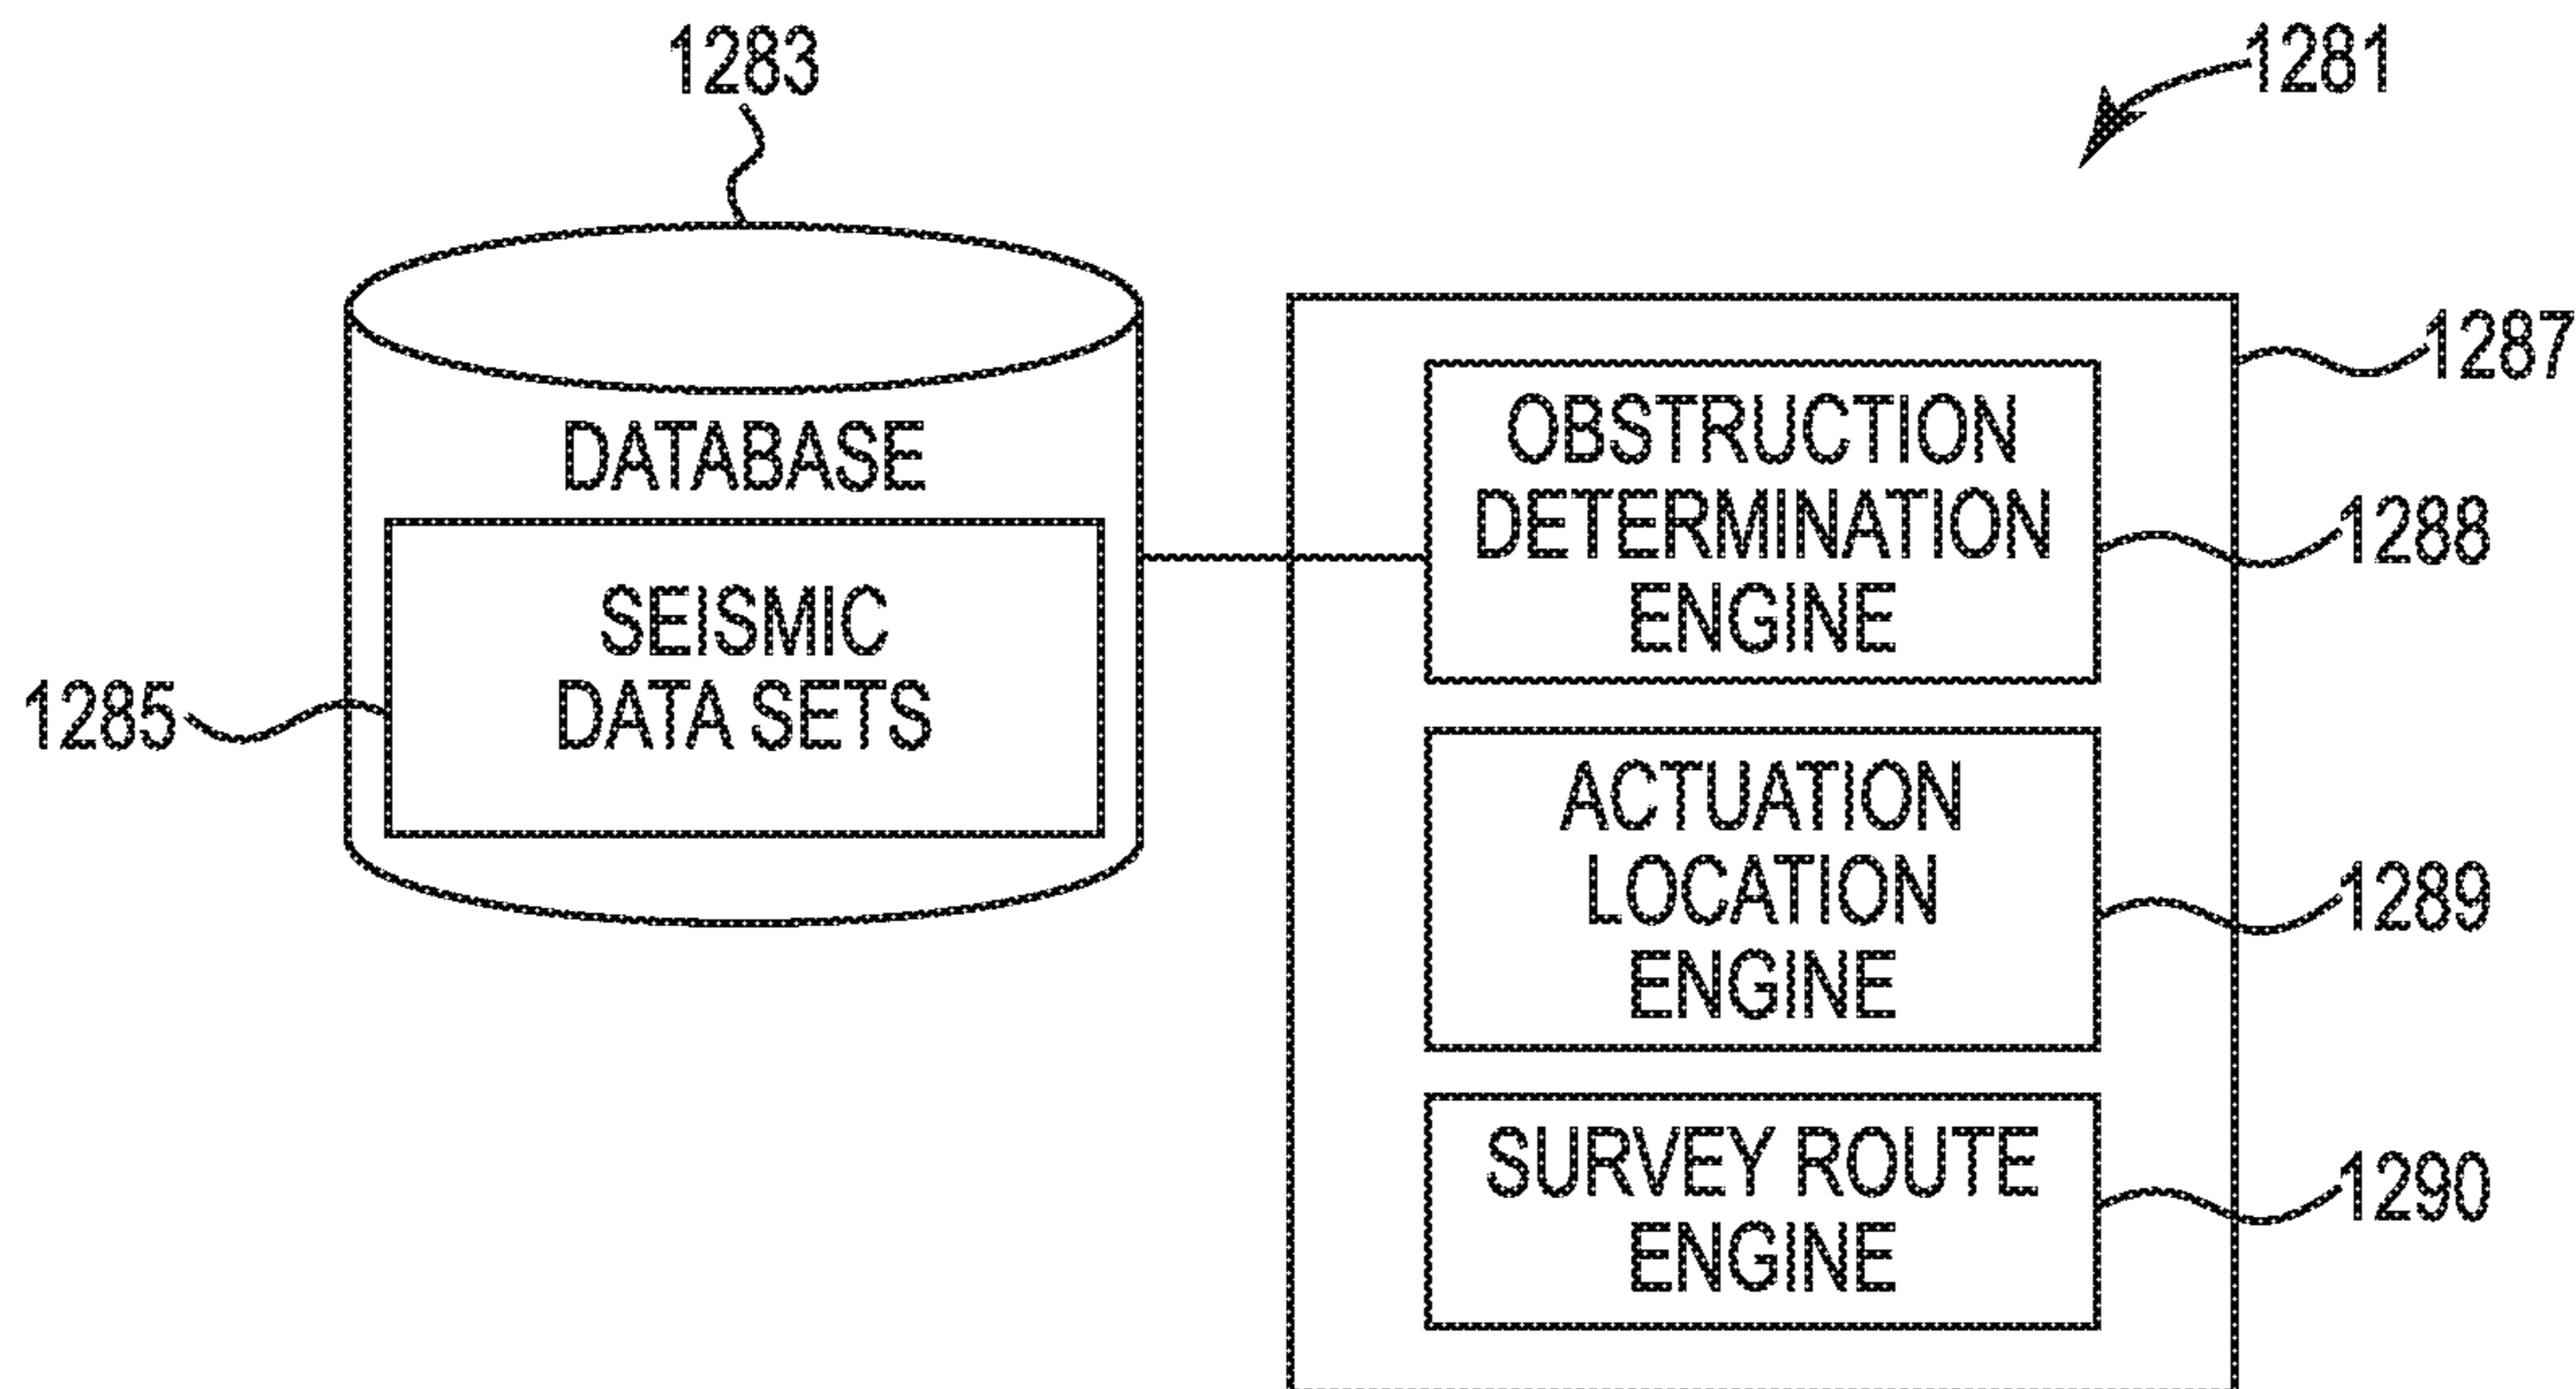 1283
1281
DATABASE
SEISMIC
DATA SETS
1285
1287
OBSTRUCTION
DETERMINATION
ENGINE
1288
ACTUATION
LOCATION
ENGINE
1289
SURVEY ROUTE
ENGINE
1290